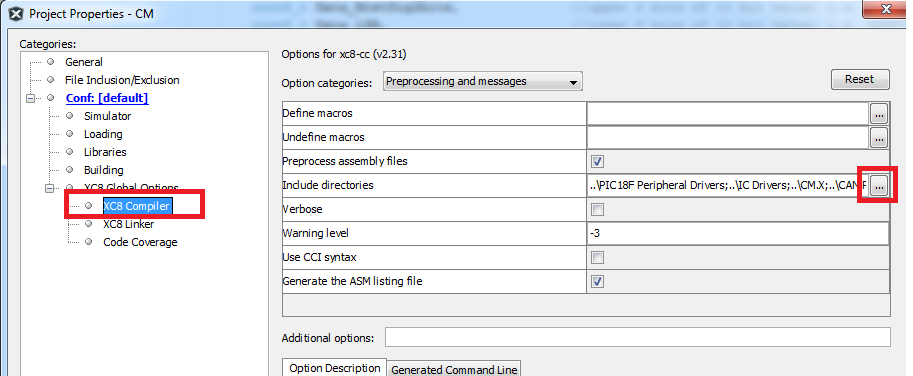 Project Properties - CM
Categories:
General
File Inclusion/Exclusion
Conf: [default]
Simulator
Loading
Libraries
Building
XC8 Global Options
XC8 Compiler
XC8 Linker
Code Coverage
Options for xc8-cc (v2.31)
Option categories: Preprocessing and messages Reset
Define macros ...
Undefine macros ...
Preprocess assembly files
Include directories ..\PIC18F Peripheral Drivers;..\IC Drivers;..\CM.X;..\CAN ...
Verbose
Warning level -3
Use CCI syntax
Generate the ASM listing file
Additional options:
Option Description Generated Command Line